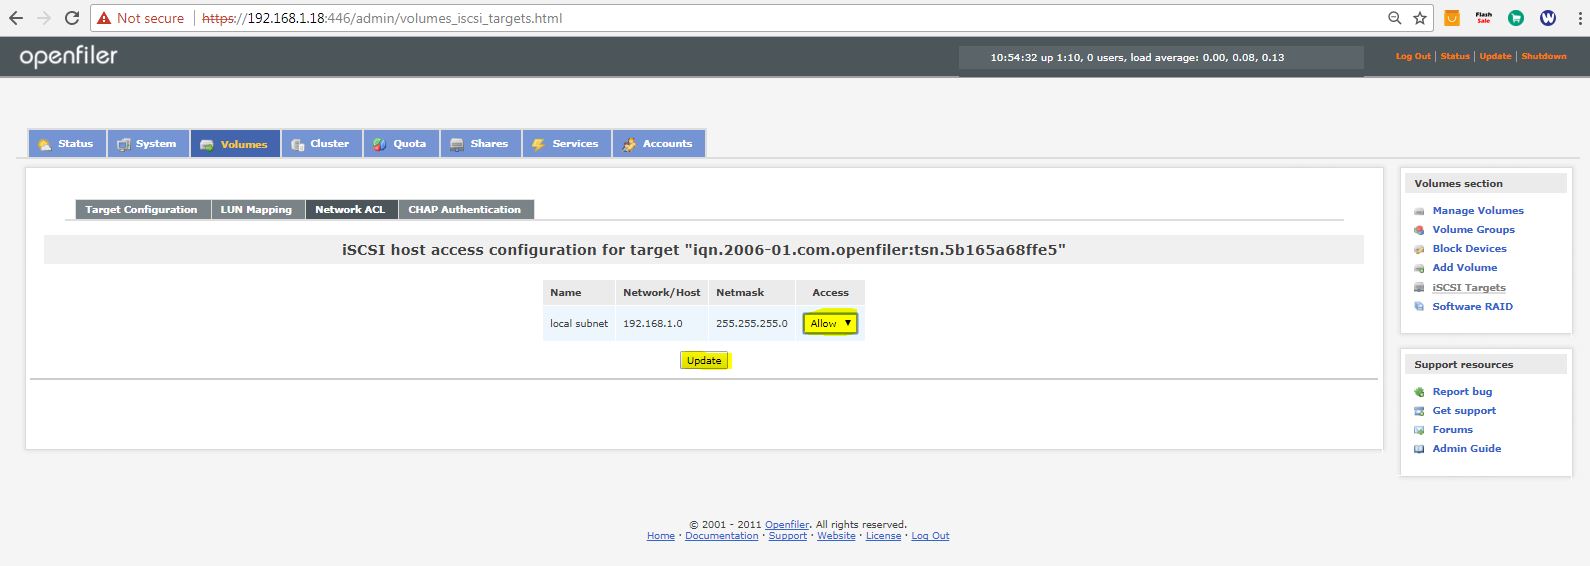 Not secure https://192.168.1.18:446/admin/volumes_iscsi_targets.html
Flash
Sale
W
openfiler
10:54:32 up 1:10, 0 users, load average: 0.00, 0.08, 0.13
Log Out | Status | Update | Shutdown
Status System Volumes Cluster Quota Shares Services Accounts
Target Configuration LUN Mapping Network ACL CHAP Authentication
iSCSI host access configuration for target "iqn.2006-01.com.openfiler:tsn.5b165a68ffe5"
Name Network/Host Netmask Access
local subnet 192.168.1.0 255.255.255.0 Allow
Update
Volumes section
Manage Volumes
Volume Groups
Block Devices
Add Volume
iSCSI Targets
Software RAID
Support resources
Report bug
Get support
Forums
Admin Guide
© 2001 - 2011 Openfiler. All rights reserved.
Home · Documentation · Support · Website · License · Log Out